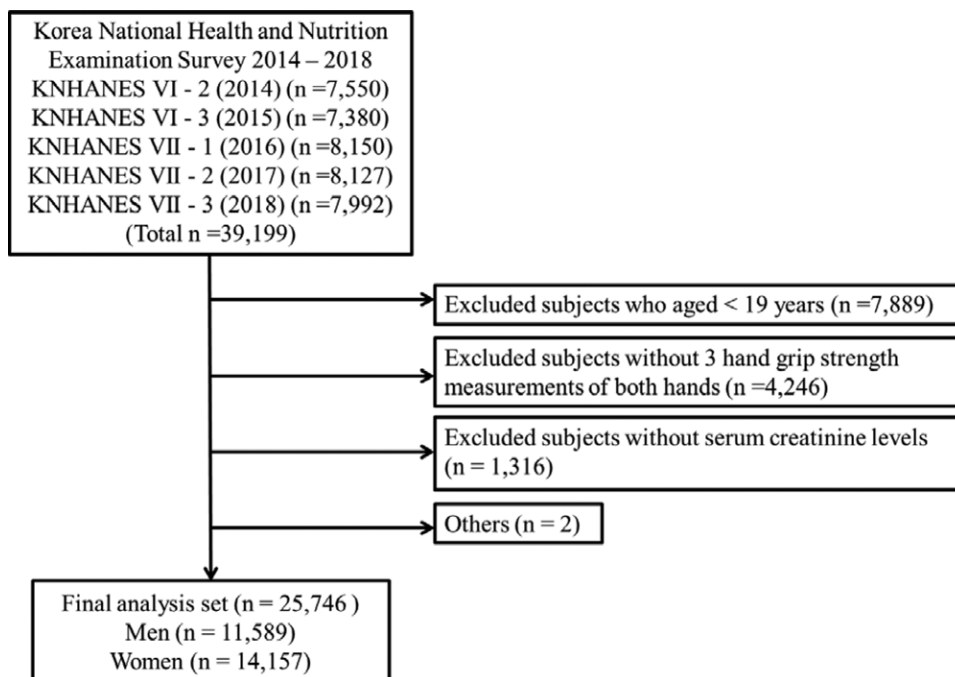 Korea National Health and Nutrition
Examination Survey 2014 – 2018
KNHANES VI - 2 (2014) (n =7,550)
KNHANES VI - 3 (2015) (n =7,380)
KNHANES VII - 1 (2016) (n =8,150)
KNHANES VII - 2 (2017) (n =8,127)
KNHANES VII - 3 (2018) (n =7,992)
(Total n =39,199)
Excluded subjects who aged < 19 years (n =7,889)
Excluded subjects without 3 hand grip strength
measurements of both hands (n =4,246)
Excluded subjects without serum creatinine levels
(n = 1,316)
Others (n = 2)
Final analysis set (n = 25,746 )
Men (n = 11,589)
Women (n = 14,157)